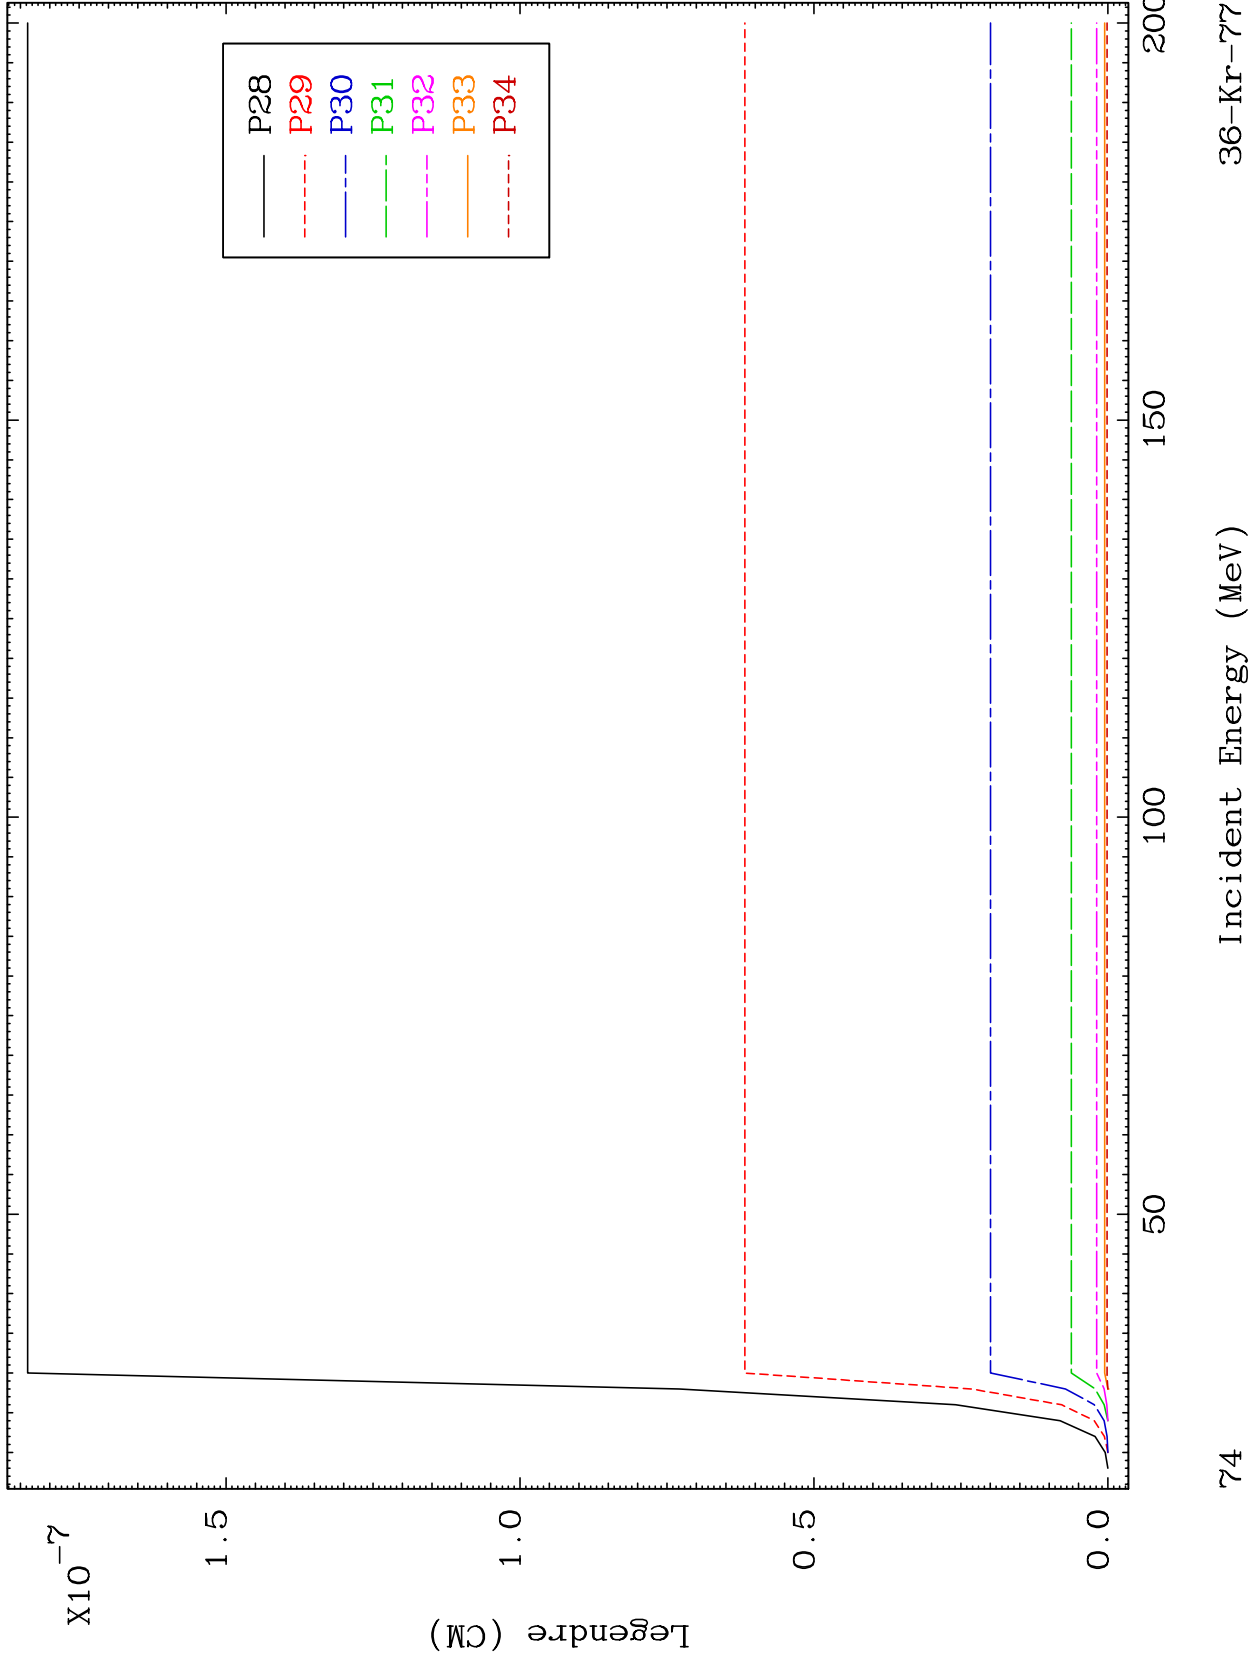 X10⁻⁷
1.5
1.0
0.5
0.0
Legendre (CM)
P28
P29
P30
P31
P32
P33
P34
50
100
150
200
Incident Energy (MeV)
74
36-Kr-77